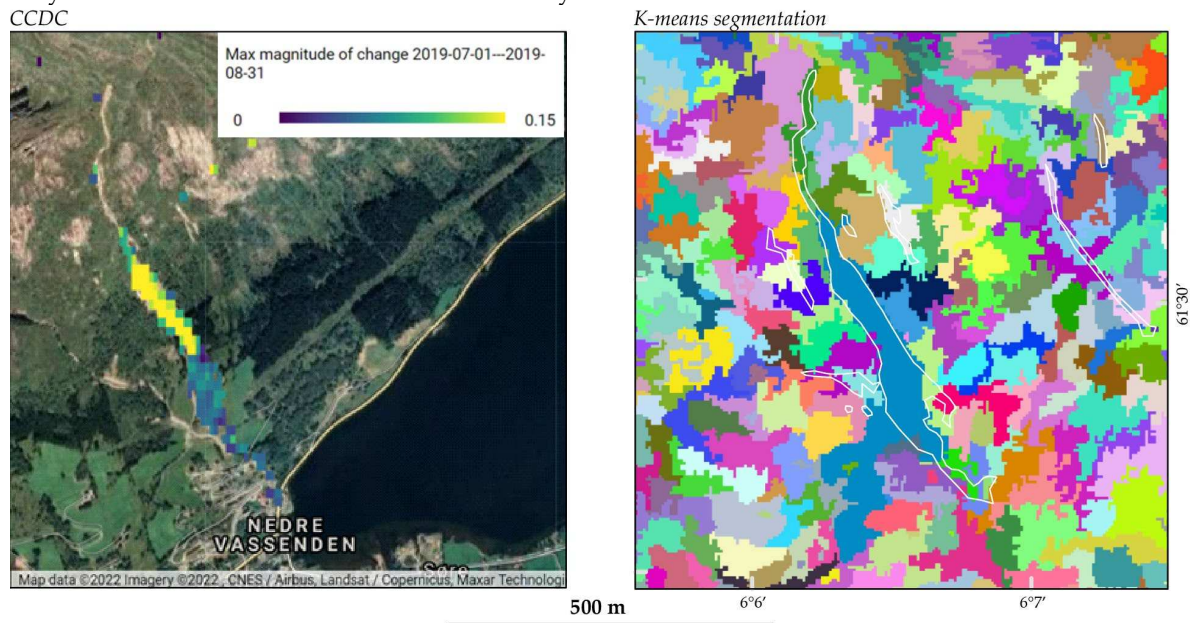 CCDC
K-means segmentation
Max magnitude of change 2019-07-01---2019-
08-31
0 0.15
NEDRE
VASSENDEN
Map data ©2022 Imagery ©2022 , CNES / Airbus, Landsat / Copernicus, Maxar Technologi
61°30′
6°6′ 6°7′
500 m